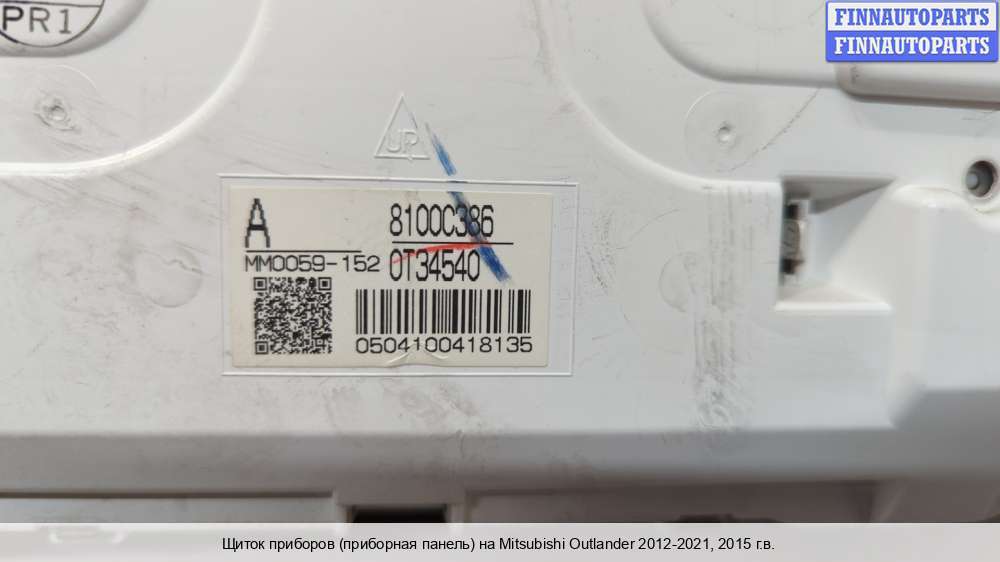 PR1
FINNAUTOPARTS
FINNAUTOPARTS
UP
A
8100C386
MM0059-152
0T34540
0504100418135
Щиток приборов (приборная панель) на Mitsubishi Outlander 2012-2021, 2015 г.в.